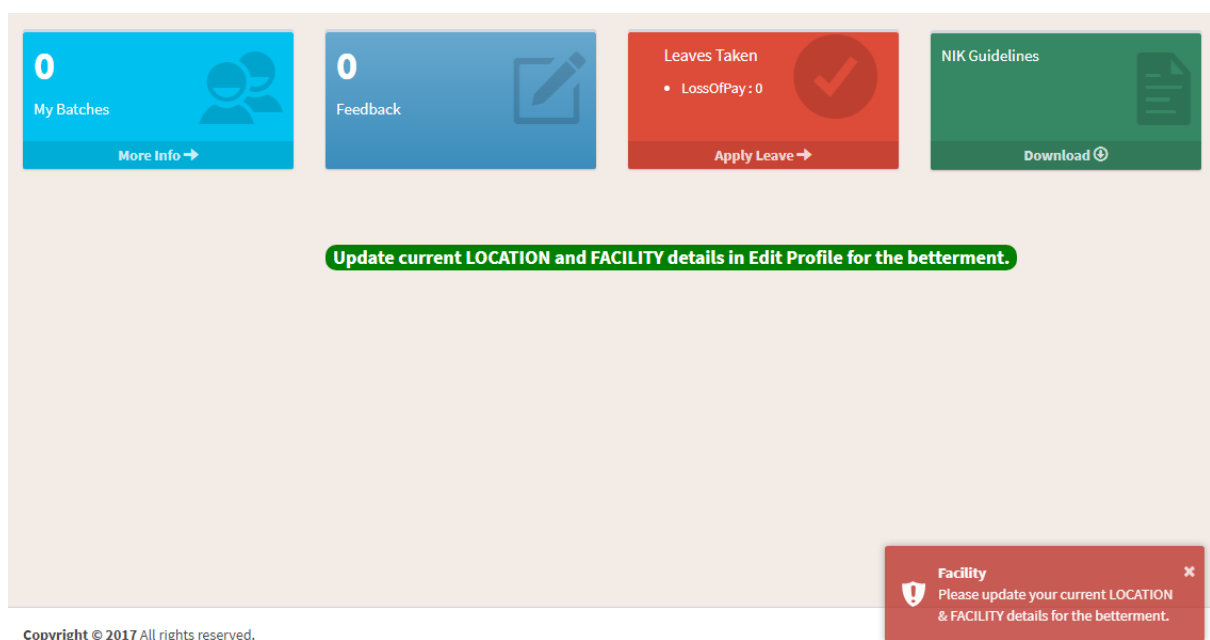 0
My Batches
More Info
0
Feedback
Leaves Taken
• LossOfPay : 0
Apply Leave
NIK Guidelines
Download
Update current LOCATION and FACILITY details in Edit Profile for the betterment.
Facility
Please update your current LOCATION
& FACILITY details for the betterment.
Copyright © 2017 All rights reserved.